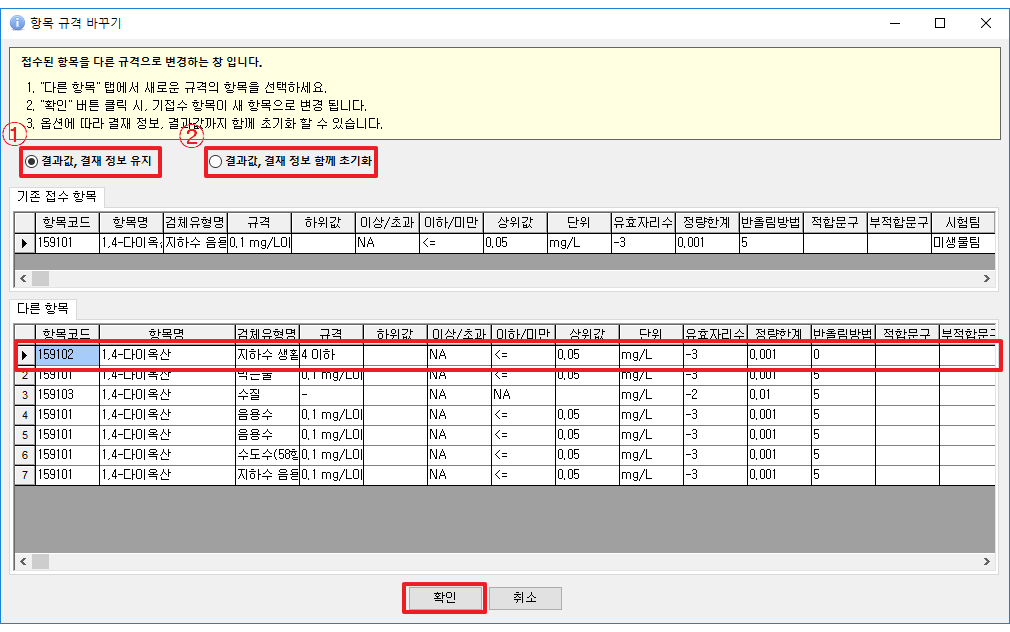 항목 규격 바꾸기
접수된 항목을 다른 규격으로 변경하는 창 입니다.
1. "다른 항목" 탭에서 새로운 규격의 항목을 선택하세요.
2. "확인" 버튼 클릭 시, 기접수 항목이 새 항목으로 변경 됩니다.
3. 옵션에 따라 결재 정보, 결과값까지 함께 초기화 할 수 있습니다.
① ②
결과값, 결재 정보 유지 결과값, 결재 정보 함께 초기화
기존 접수 항목
항목코드 항목명 검체유형명 규격 하위값 이상/초과 이하/미만 상위값 단위 유효자리수 정량한계 반올림방법 적합문구 부적합문구 시험팀
159101 1,4-다이옥 지하수 음용 0.1 mg/L이 NA <= 0.05 mg/L -3 0.001 5 미생물팀
다른 항목
항목코드 항목명 검체유형명 규격 하위값 이상/초과 이하/미만 상위값 단위 유효자리수 정량한계 반올림방법 적합문구 부적합문구
159102 1,4-다이옥산 지하수 생활 4 이하 NA <= 0.05 mg/L -3 0.001 0
2 159101 1,4-다이옥산 먹는물 0.1 mg/L이 NA <= 0.05 mg/L -3 0.001 5
3 159103 1,4-다이옥산 수질 - NA NA mg/L -2 0.01 5
4 159101 1,4-다이옥산 음용수 0.1 mg/L이 NA <= 0.05 mg/L -3 0.001 5
5 159101 1,4-다이옥산 음용수 0.1 mg/L이 NA <= 0.05 mg/L -3 0.001 5
6 159101 1,4-다이옥산 수도수(58항 0.1 mg/L이 NA <= 0.05 mg/L -3 0.001 5
7 159101 1,4-다이옥산 지하수 음용 0.1 mg/L이 NA <= 0.05 mg/L -3 0.001 5
확인 취소